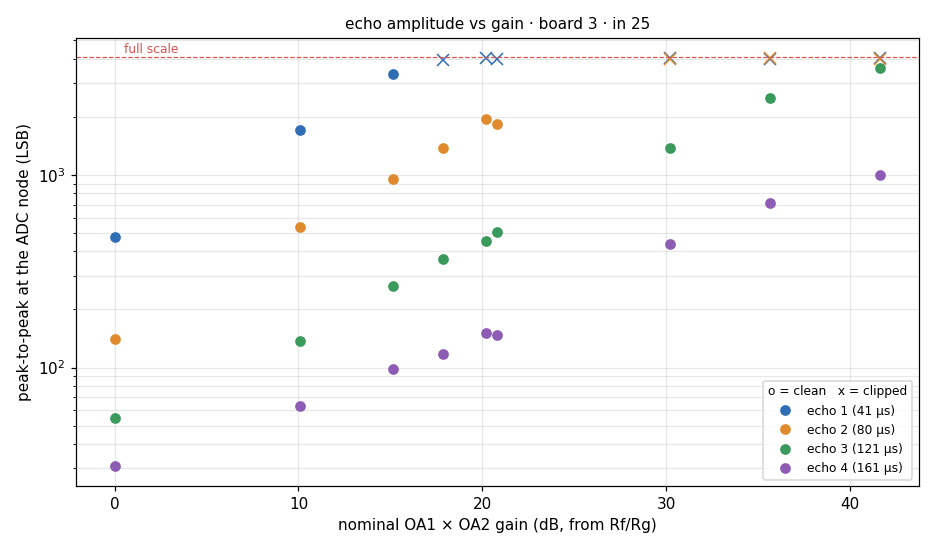 echo amplitude vs gain · board 3 · in 25
full scale
peak-to-peak at the ADC node (LSB)
10³
10²
0 10 20 30 40
nominal OA1 × OA2 gain (dB, from Rf/Rg)
o = clean x = clipped
echo 1 (41 µs)
echo 2 (80 µs)
echo 3 (121 µs)
echo 4 (161 µs)